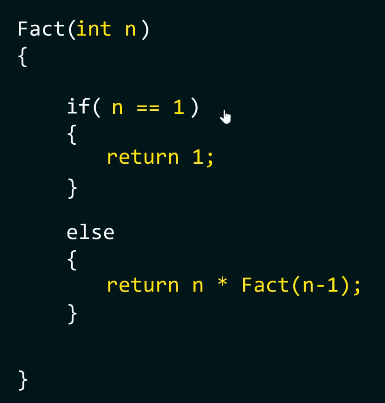 Fact(int n)
{
if( n == 1)
{
return 1;
}
else
{
return n * Fact(n-1);
}
}